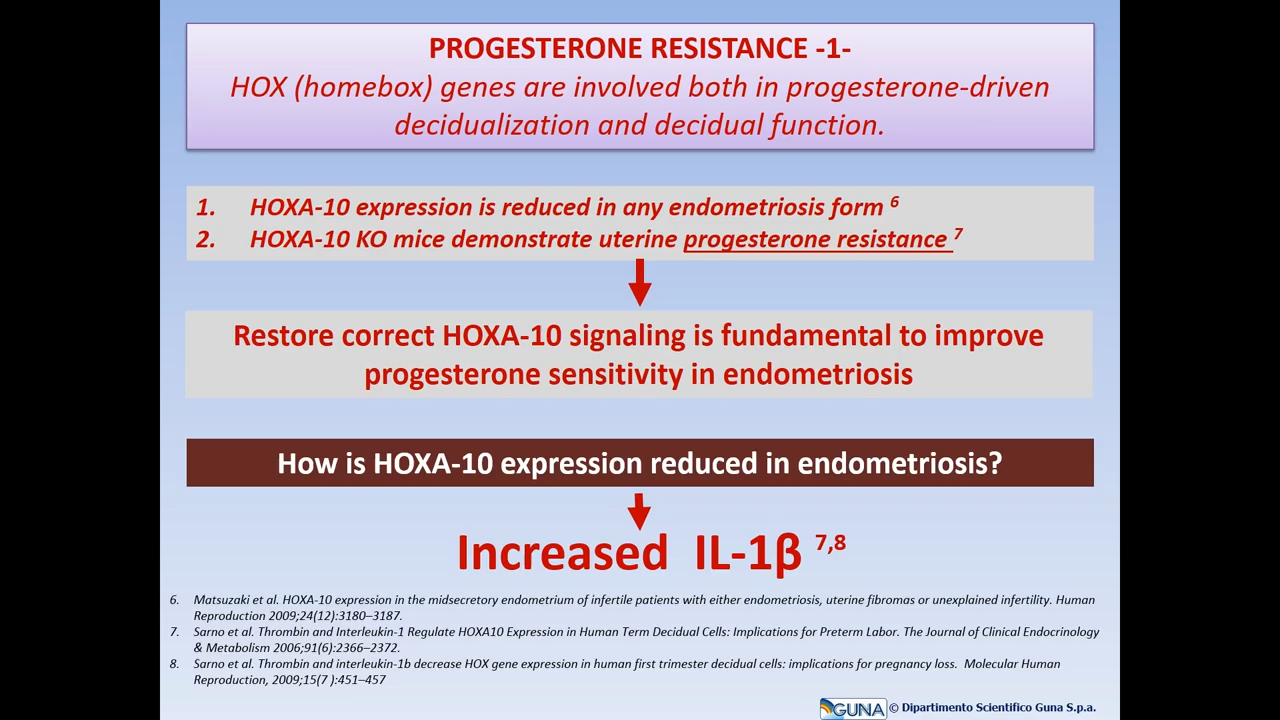 PROGESTERONE RESISTANCE -1-
HOX (homebox) genes are involved both in progesterone-driven
decidualization and decidual function.
1. HOXA-10 expression is reduced in any endometriosis form 6
2. HOXA-10 KO mice demonstrate uterine progesterone resistance 7
Restore correct HOXA-10 signaling is fundamental to improve
progesterone sensitivity in endometriosis
How is HOXA-10 expression reduced in endometriosis?
Increased IL-1β 7,8
6. Matsuzaki et al. HOXA-10 expression in the midsecretory endometrium of infertile patients with either endometriosis, uterine fibromas or unexplained infertility. Human
Reproduction 2009;24(12):3180–3187.
7. Sarno et al. Thrombin and Interleukin-1 Regulate HOXA10 Expression in Human Term Decidual Cells: Implications for Preterm Labor. The Journal of Clinical Endocrinology
& Metabolism 2006;91(6):2366–2372.
8. Sarno et al. Thrombin and interleukin-1b decrease HOX gene expression in human first trimester decidual cells: implications for pregnancy loss. Molecular Human
Reproduction, 2009;15(7 ):451–457
GUNA © Dipartimento Scientifico Guna S.p.a.